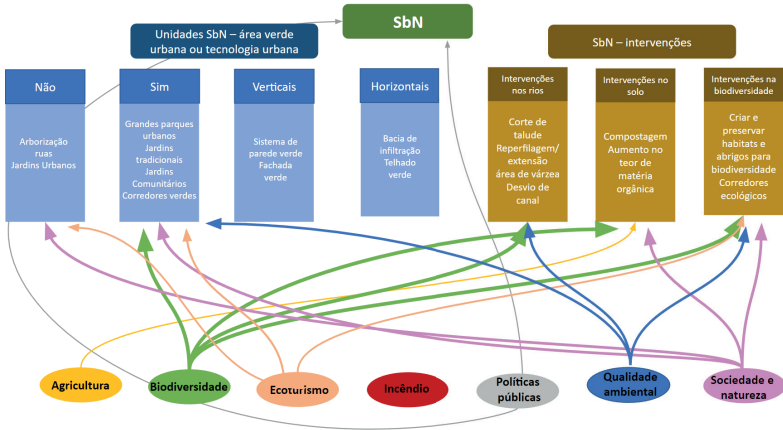 SbN
Unidades SbN – área verde
urbana ou tecnologia urbana
SbN – intervenções
Não
Arborização
ruas
Jardins Urbanos
Sim
Grandes parques
urbanos
Jardins
tradicionais
Jardins
Comunitários
Corredores verdes
Verticais
Sistema de
parede verde
Fachada
verde
Horizontais
Bacia de
infiltração
Telhado
verde
Intervenções
nos rios
Corte de
talude
Reperfilagem/
extensão
área de várzea
Desvio de
canal
Intervenções no
solo
Compostagem
Aumento no
teor de
matéria
orgânica
Intervenções na
biodiversidade
Criar e
preservar
habitats e
abrigos para
biodiversidade
Corredores
ecológicos
Agricultura
Biodiversidade
Ecoturismo
Incêndio
Políticas
públicas
Qualidade
ambiental
Sociedade e
natureza